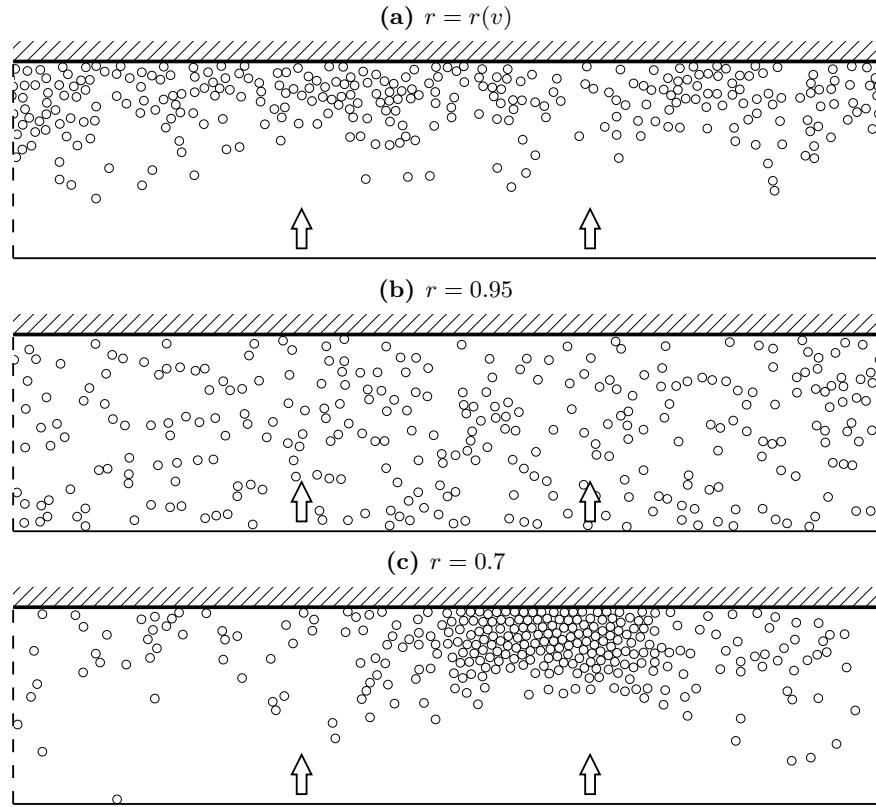 (a) r = r(v)
(b) r = 0.95
(c) r = 0.7